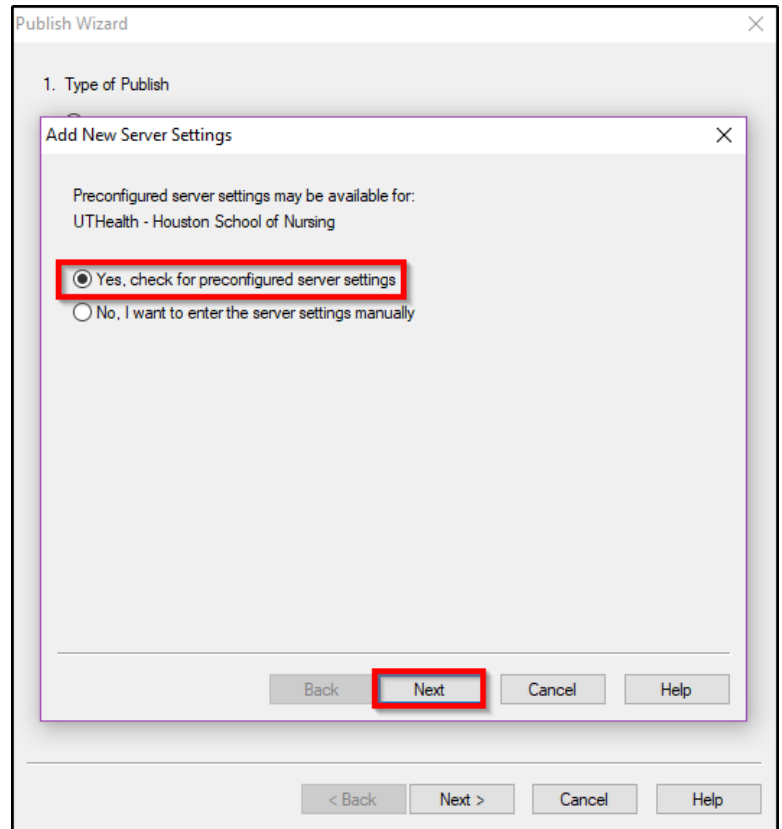 Publish Wizard
1. Type of Publish
Add New Server Settings
Preconfigured server settings may be available for:
UTHealth - Houston School of Nursing
Yes, check for preconfigured server settings
No, I want to enter the server settings manually
Back Next Cancel Help
< Back Next > Cancel Help